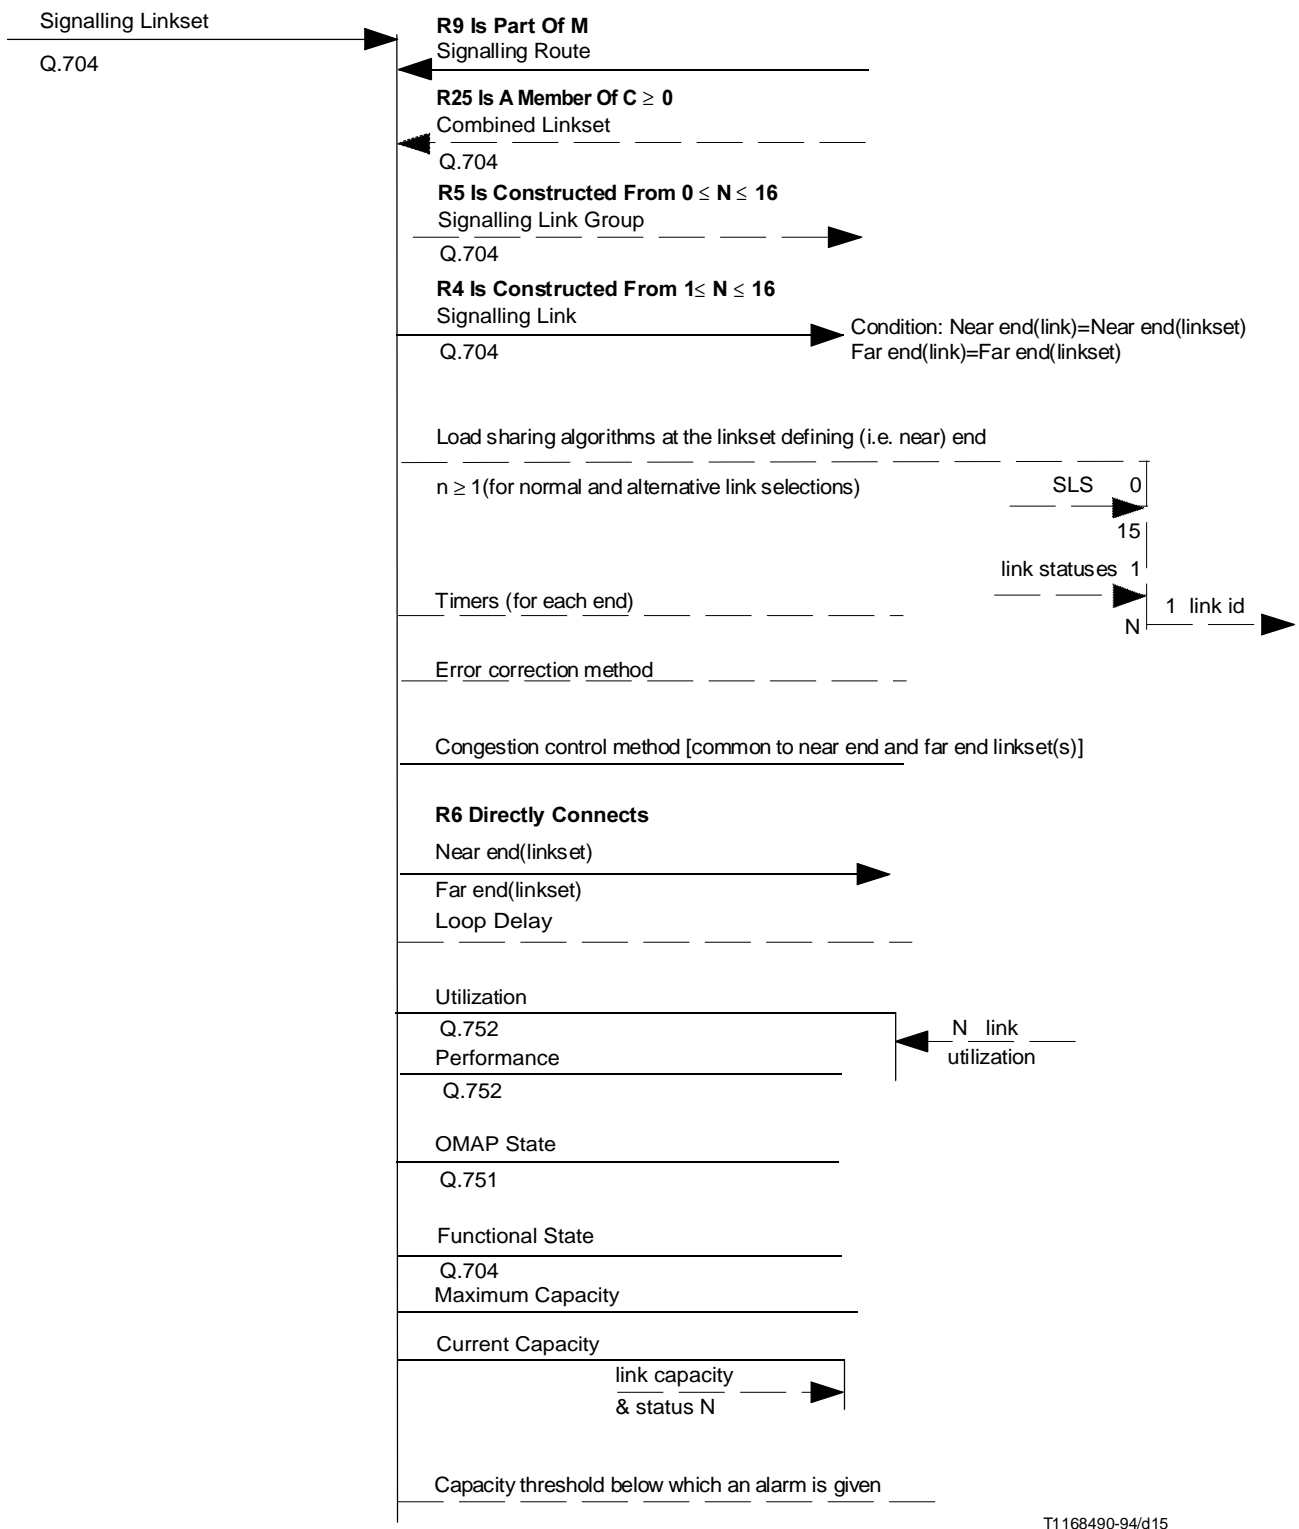 Signalling Linkset
Q.704
R9 Is Part Of M
Signalling Route
R25 Is A Member Of C ≥ 0
Combined Linkset
Q.704
R5 Is Constructed From 0 ≤ N ≤ 16
Signalling Link Group
Q.704
R4 Is Constructed From 1≤ N ≤ 16
Signalling Link
Q.704
Condition: Near end(link)=Near end(linkset)
Far end(link)=Far end(linkset)
Load sharing algorithms at the linkset defining (i.e. near) end
n ≥ 1(for normal and alternative link selections)
SLS 0
15
link statuses 1
N
1 link id
Timers (for each end)
Error correction method
Congestion control method [common to near end and far end linkset(s)]
R6 Directly Connects
Near end(linkset)
Far end(linkset)
Loop Delay
Utilization
Q.752
N link
utilization
Performance
Q.752
OMAP State
Q.751
Functional State
Q.704
Maximum Capacity
Current Capacity
link capacity
& status N
Capacity threshold below which an alarm is given
T1168490-94/d15